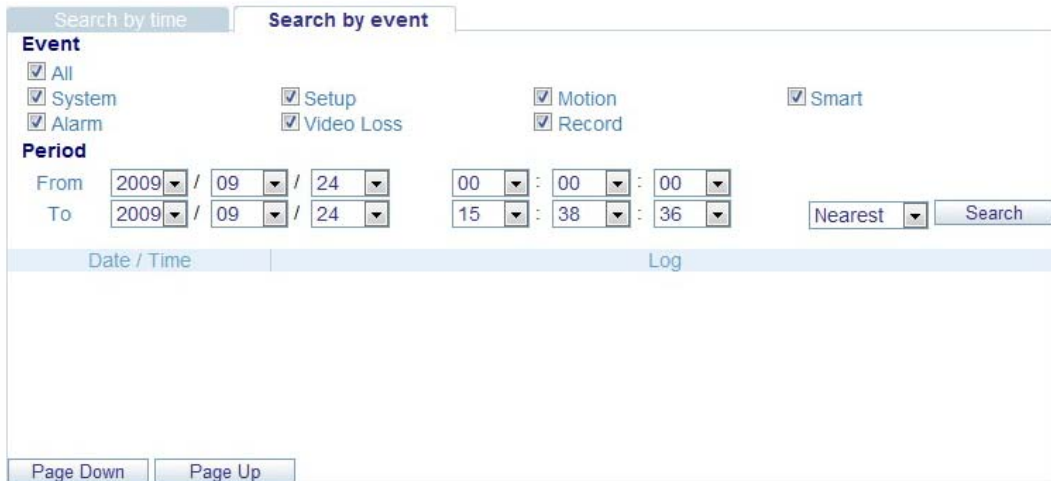 Search by time Search by event
Event
All
System Setup Motion Smart
Alarm Video Loss Record
Period
From 2009 / 09 / 24 00 : 00 : 00
To 2009 / 09 / 24 15 : 38 : 36 Nearest Search
Date / Time Log
Page Down Page Up